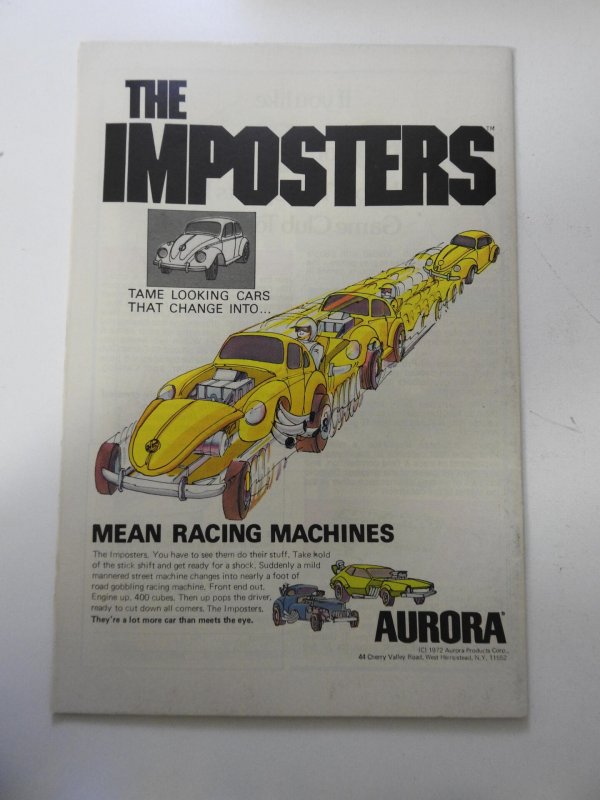 THE
IMPOSTERS™
TAME LOOKING CARS
THAT CHANGE INTO...
MEAN RACING MACHINES
The Imposters. You have to see them do their stuff. Take hold
of the stick shift and get ready for a shock. Suddenly a mild
mannered street machine changes into nearly a foot of
road gobbling racing machine. Front end out.
Engine up. 400 cubes. Then up pops the driver,
ready to cut down all comers. The Imposters.
They're a lot more car than meets the eye.
AURORA®
(C) 1972 Aurora Products Corp.,
44 Cherry Valley Road, West Hempstead, N.Y. 11552